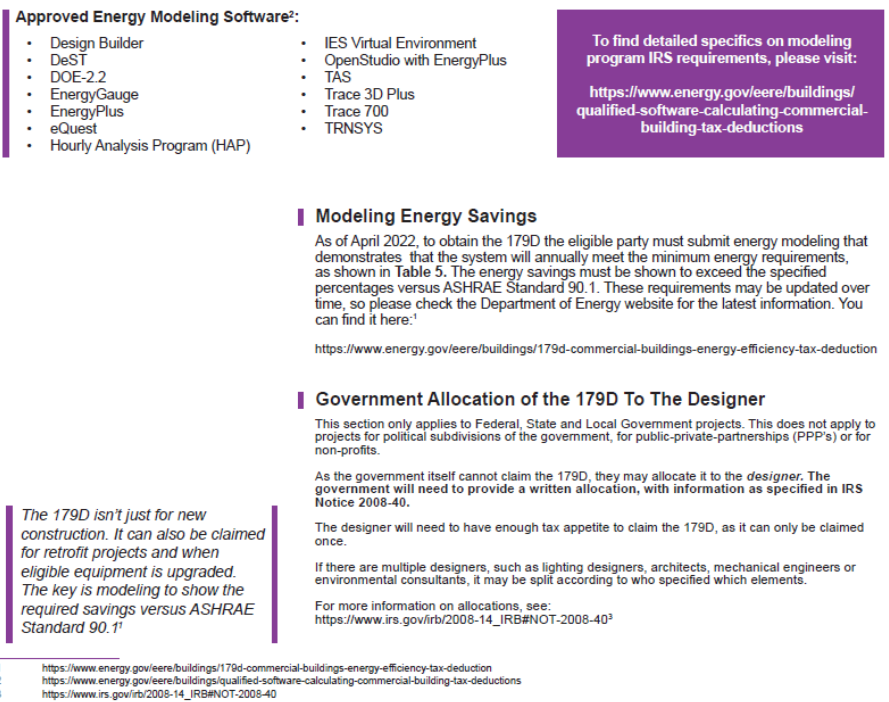 Approved Energy Modeling Software²:
• Design Builder
• DeST
• DOE-2.2
• EnergyGauge
• EnergyPlus
• eQuest
• Hourly Analysis Program (HAP)
• IES Virtual Environment
• OpenStudio with EnergyPlus
• TAS
• Trace 3D Plus
• Trace 700
• TRNSYS
To find detailed specifics on modeling
program IRS requirements, please visit:
https://www.energy.gov/eere/buildings/
qualified-software-calculating-commercial-
building-tax-deductions
Modeling Energy Savings
As of April 2022, to obtain the 179D the eligible party must submit energy modeling that
demonstrates that the system will annually meet the minimum energy requirements,
as shown in Table 5. The energy savings must be shown to exceed the specified
percentages versus ASHRAE Standard 90.1. These requirements may be updated over
time, so please check the Department of Energy website for the latest information. You
can find it here:¹
https://www.energy.gov/eere/buildings/179d-commercial-buildings-energy-efficiency-tax-deduction
Government Allocation of the 179D To The Designer
This section only applies to Federal, State and Local Government projects. This does not apply to
projects for political subdivisions of the government, for public-private-partnerships (PPP's) or for
non-profits.
As the government itself cannot claim the 179D, they may allocate it to the designer. The
government will need to provide a written allocation, with information as specified in IRS
Notice 2008-40.
The designer will need to have enough tax appetite to claim the 179D, as it can only be claimed
once.
If there are multiple designers, such as lighting designers, architects, mechanical engineers or
environmental consultants, it may be split according to who specified which elements.
For more information on allocations, see:
https://www.irs.gov/irb/2008-14_IRB#NOT-2008-40³
The 179D isn't just for new
construction. It can also be claimed
for retrofit projects and when
eligible equipment is upgraded.
The key is modeling to show the
required savings versus ASHRAE
Standard 90.1¹
https://www.energy.gov/eere/buildings/179d-commercial-buildings-energy-efficiency-tax-deduction
https://www.energy.gov/eere/buildings/qualified-software-calculating-commercial-building-tax-deductions
https://www.irs.gov/irb/2008-14_IRB#NOT-2008-40